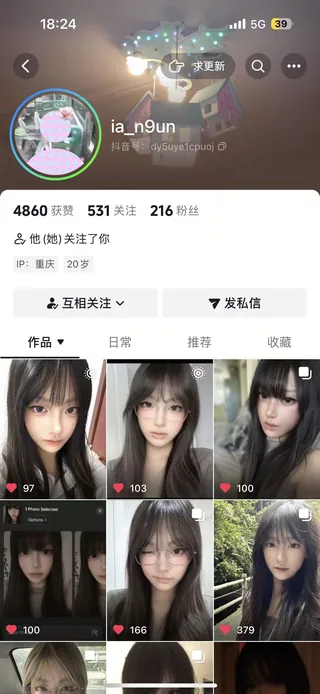 18:24
5G 39
求更新
ia_n9un
抖音号：dy5uye1cpuoj
4860 获赞 531 关注 216 粉丝
他(她)关注了你
IP：重庆 20岁
互相关注 发私信
作品 日常 推荐 收藏
97 103 100
1 Photo Selected
Options
100 166 379